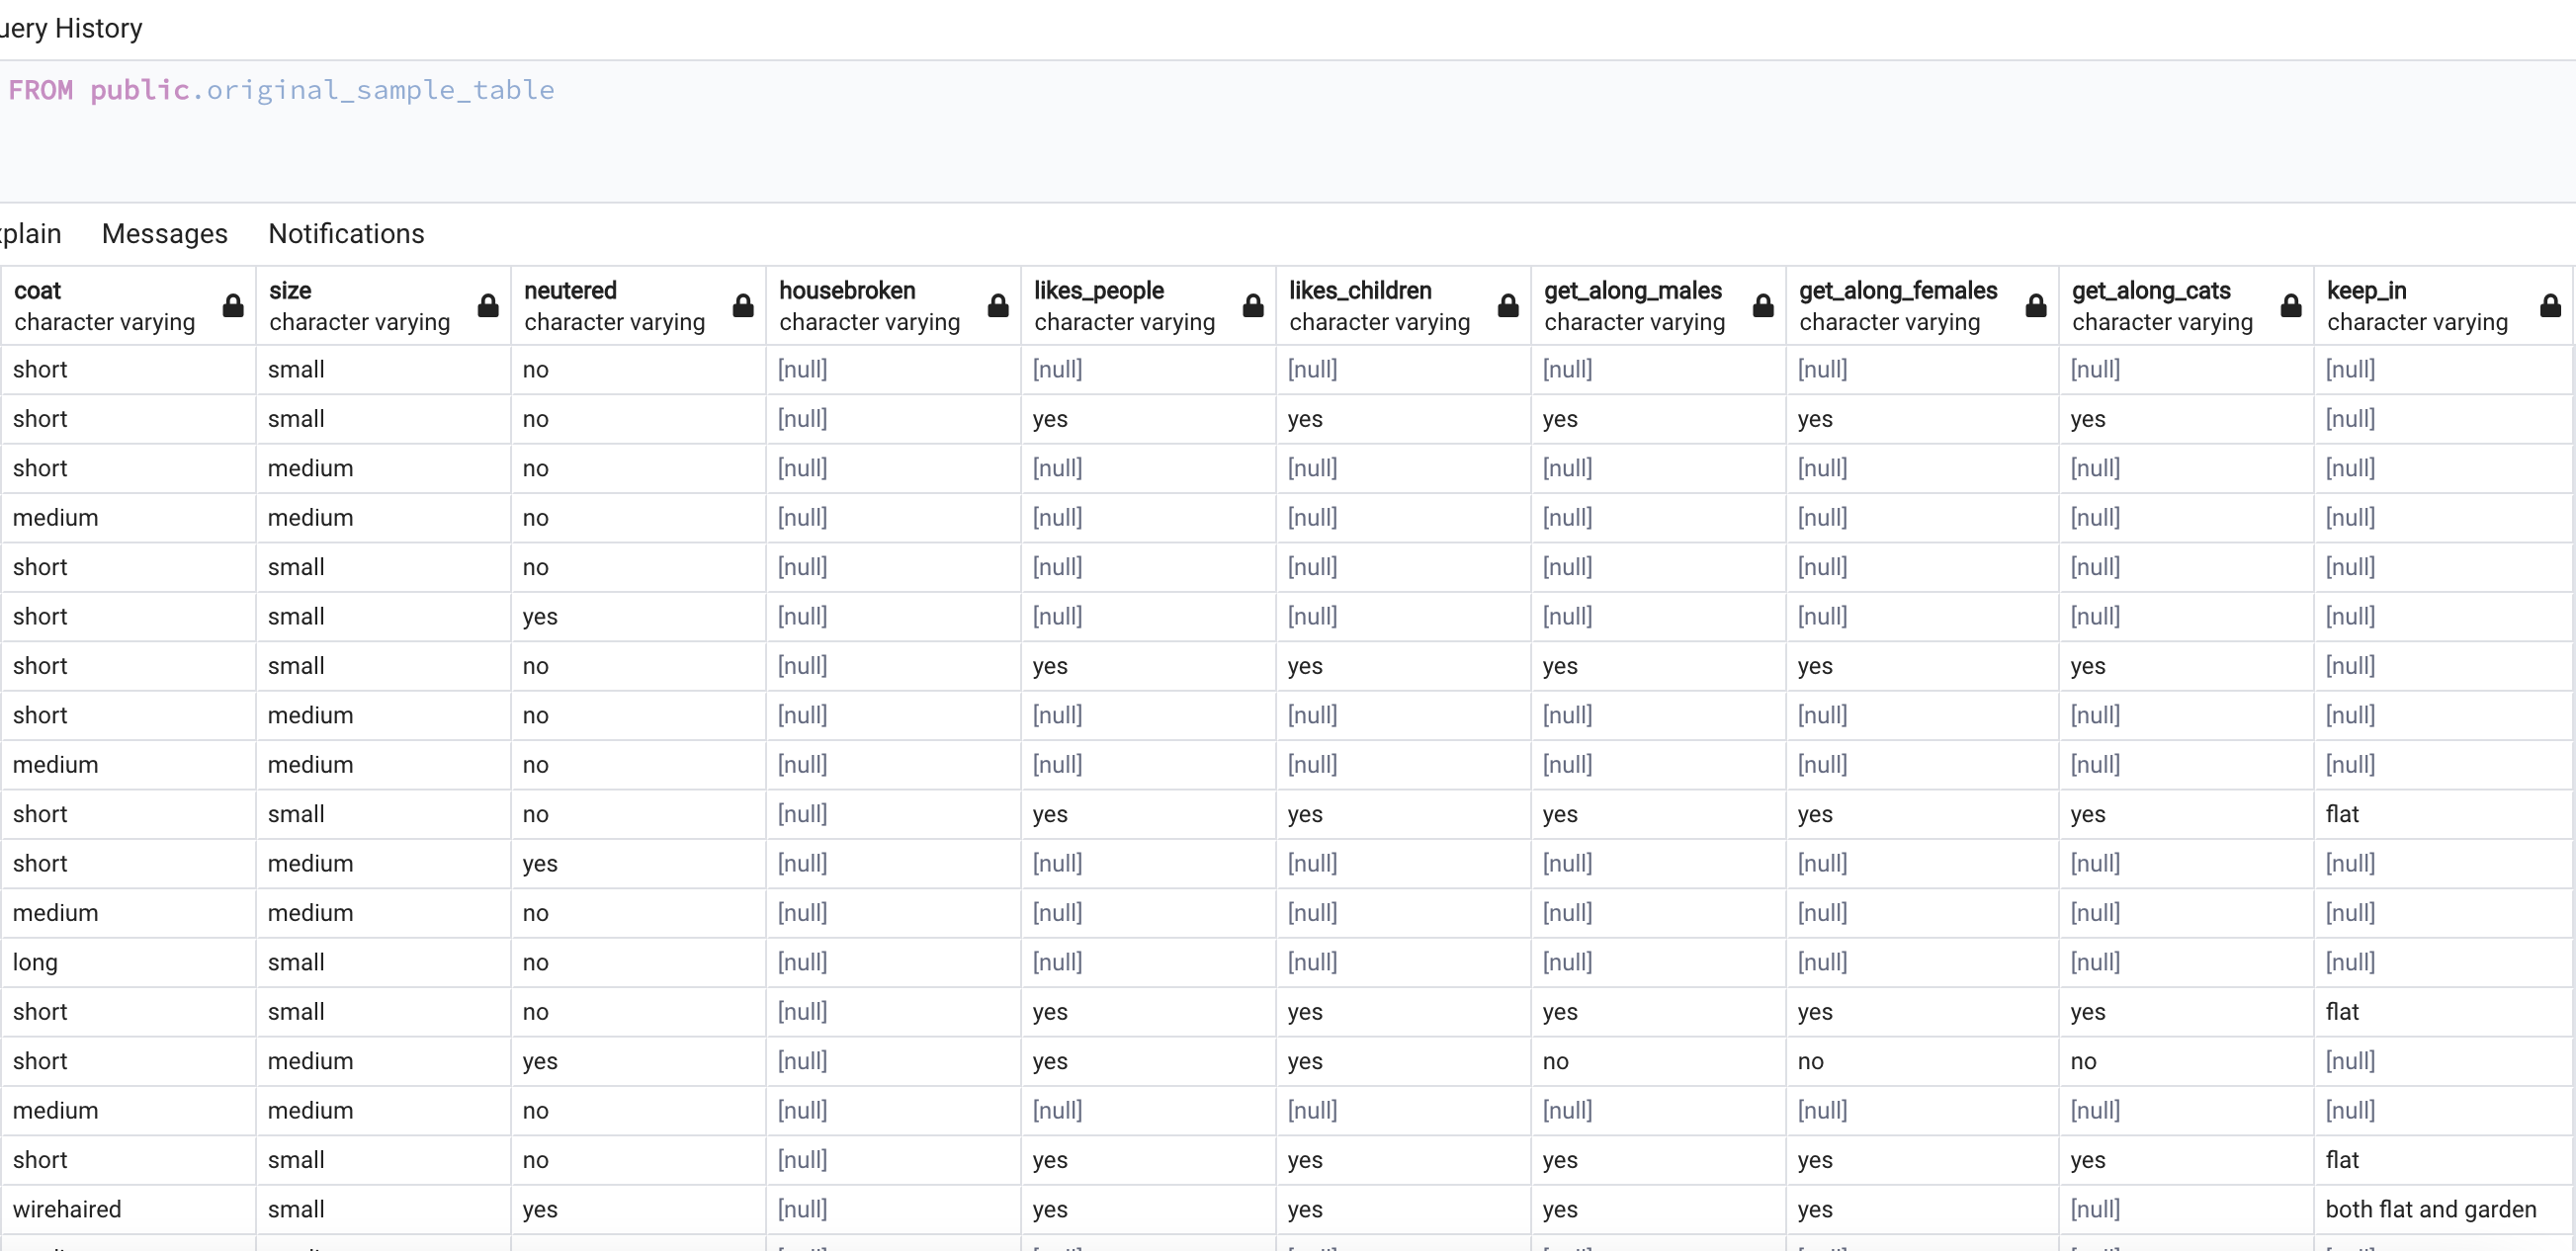 uery History
FROM public.original_sample_table
xplain Messages Notifications
coat size neutered housebroken likes_people likes_children get_along_males get_along_females get_along_cats keep_in
character varying character varying character varying character varying character varying character varying character varying character varying character varying character varying
short small no [null] [null] [null] [null] [null] [null] [null]
short small no [null] yes yes yes yes yes [null]
short medium no [null] [null] [null] [null] [null] [null] [null]
medium medium no [null] [null] [null] [null] [null] [null] [null]
short small no [null] [null] [null] [null] [null] [null] [null]
short small yes [null] [null] [null] [null] [null] [null] [null]
short small no [null] yes yes yes yes yes [null]
short medium no [null] [null] [null] [null] [null] [null] [null]
medium medium no [null] [null] [null] [null] [null] [null] [null]
short small no [null] yes yes yes yes yes flat
short medium yes [null] [null] [null] [null] [null] [null] [null]
medium medium no [null] [null] [null] [null] [null] [null] [null]
long small no [null] [null] [null] [null] [null] [null] [null]
short small no [null] yes yes yes yes yes flat
short medium yes [null] yes yes no no no [null]
medium medium no [null] [null] [null] [null] [null] [null] [null]
short small no [null] yes yes yes yes yes flat
wirehaired small yes [null] yes yes yes yes [null] both flat and garden